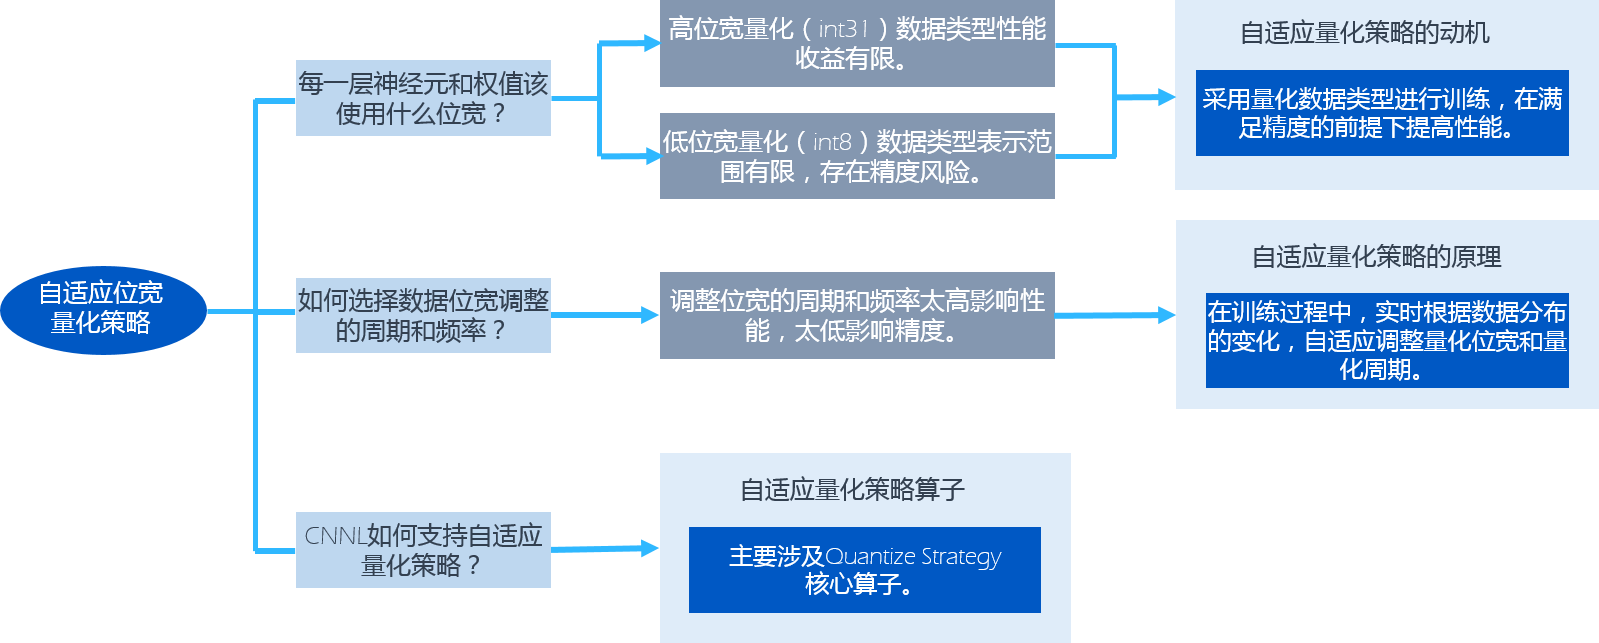 自适应位宽
量化策略
每一层神经元和权值该
使用什么位宽？
高位宽量化（int31）数据类型性能
收益有限。
低位宽量化（int8）数据类型表示范
围有限，存在精度风险。
自适应量化策略的动机
采用量化数据类型进行训练，在满
足精度的前提下提高性能。
如何选择数据位宽调整
的周期和频率？
调整位宽的周期和频率太高影响性
能，太低影响精度。
自适应量化策略的原理
在训练过程中，实时根据数据分布
的变化，自适应调整量化位宽和量
化周期。
CNNL如何支持自适应
量化策略？
自适应量化策略算子
主要涉及Quantize Strategy
核心算子。